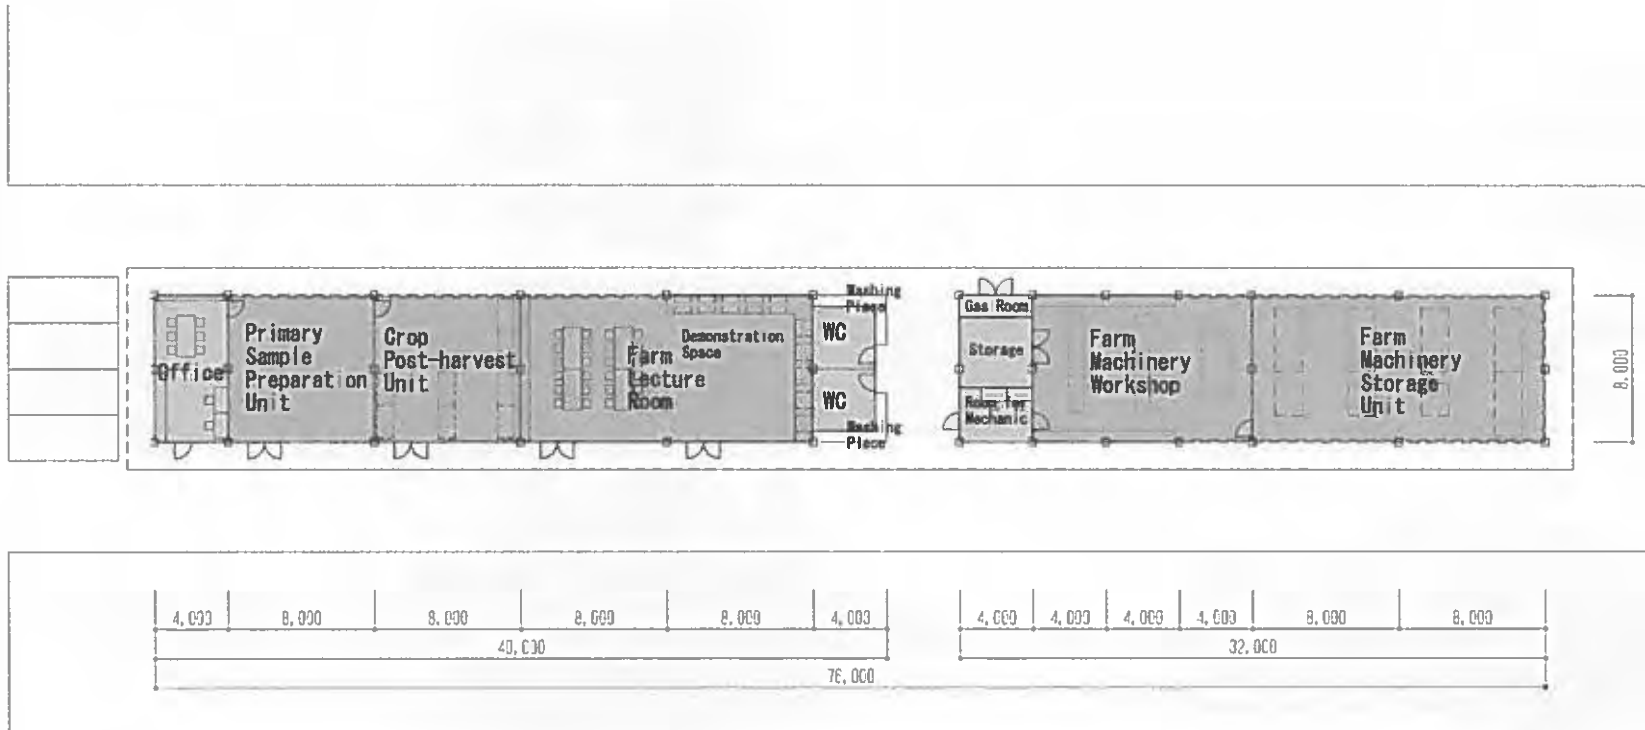 Office
Primary
Sample
Preparation
Unit
Crop
Post-harvest
Unit
Farm
Lecture
Room
Demonstration
Space
Washing
Place
WC
WC
Washing
Place
Gas Room
Storage
Room for
Mechanic
Farm
Machinery
Workshop
Farm
Machinery
Storage
Unit
8,000
4,000 8,000 8,000 8,000 8,000 4,000 4,000 4,000 4,000 4,000 8,000 8,000
40,000 32,000
76,000